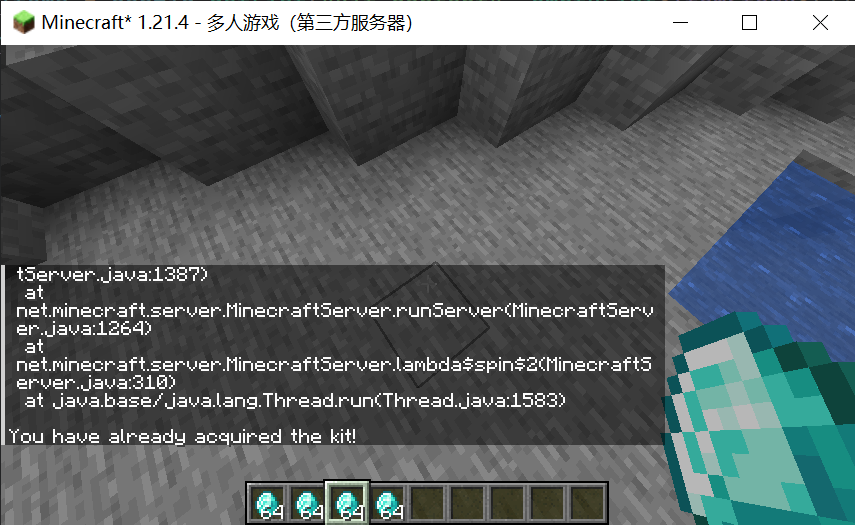 Minecraft* 1.21.4 - 多人游戏（第三方服务器）
tServer.java:1387)
at
net.minecraft.server.MinecraftServer.runServer(MinecraftServ
er.java:1264)
at
net.minecraft.server.MinecraftServer.lambda$spin$2(MinecraftS
erver.java:310)
at java.base/java.lang.Thread.run(Thread.java:1583)
You have already acquired the kit!
64 64 64 64